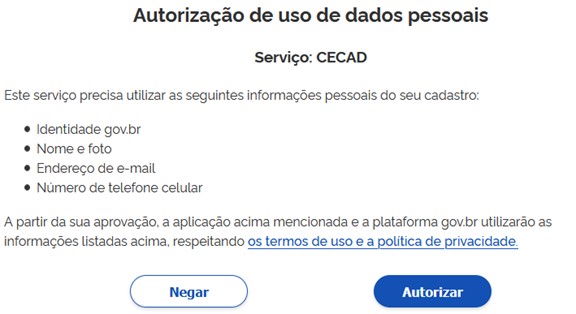 Autorização de uso de dados pessoais
Serviço: CECAD
Este serviço precisa utilizar as seguintes informações pessoais do seu cadastro:
• Identidade gov.br
• Nome e foto
• Endereço de e-mail
• Número de telefone celular
A partir da sua aprovação, a aplicação acima mencionada e a plataforma gov.br utilizarão as
informações listadas acima, respeitando os termos de uso e a política de privacidade.
Negar
Autorizar